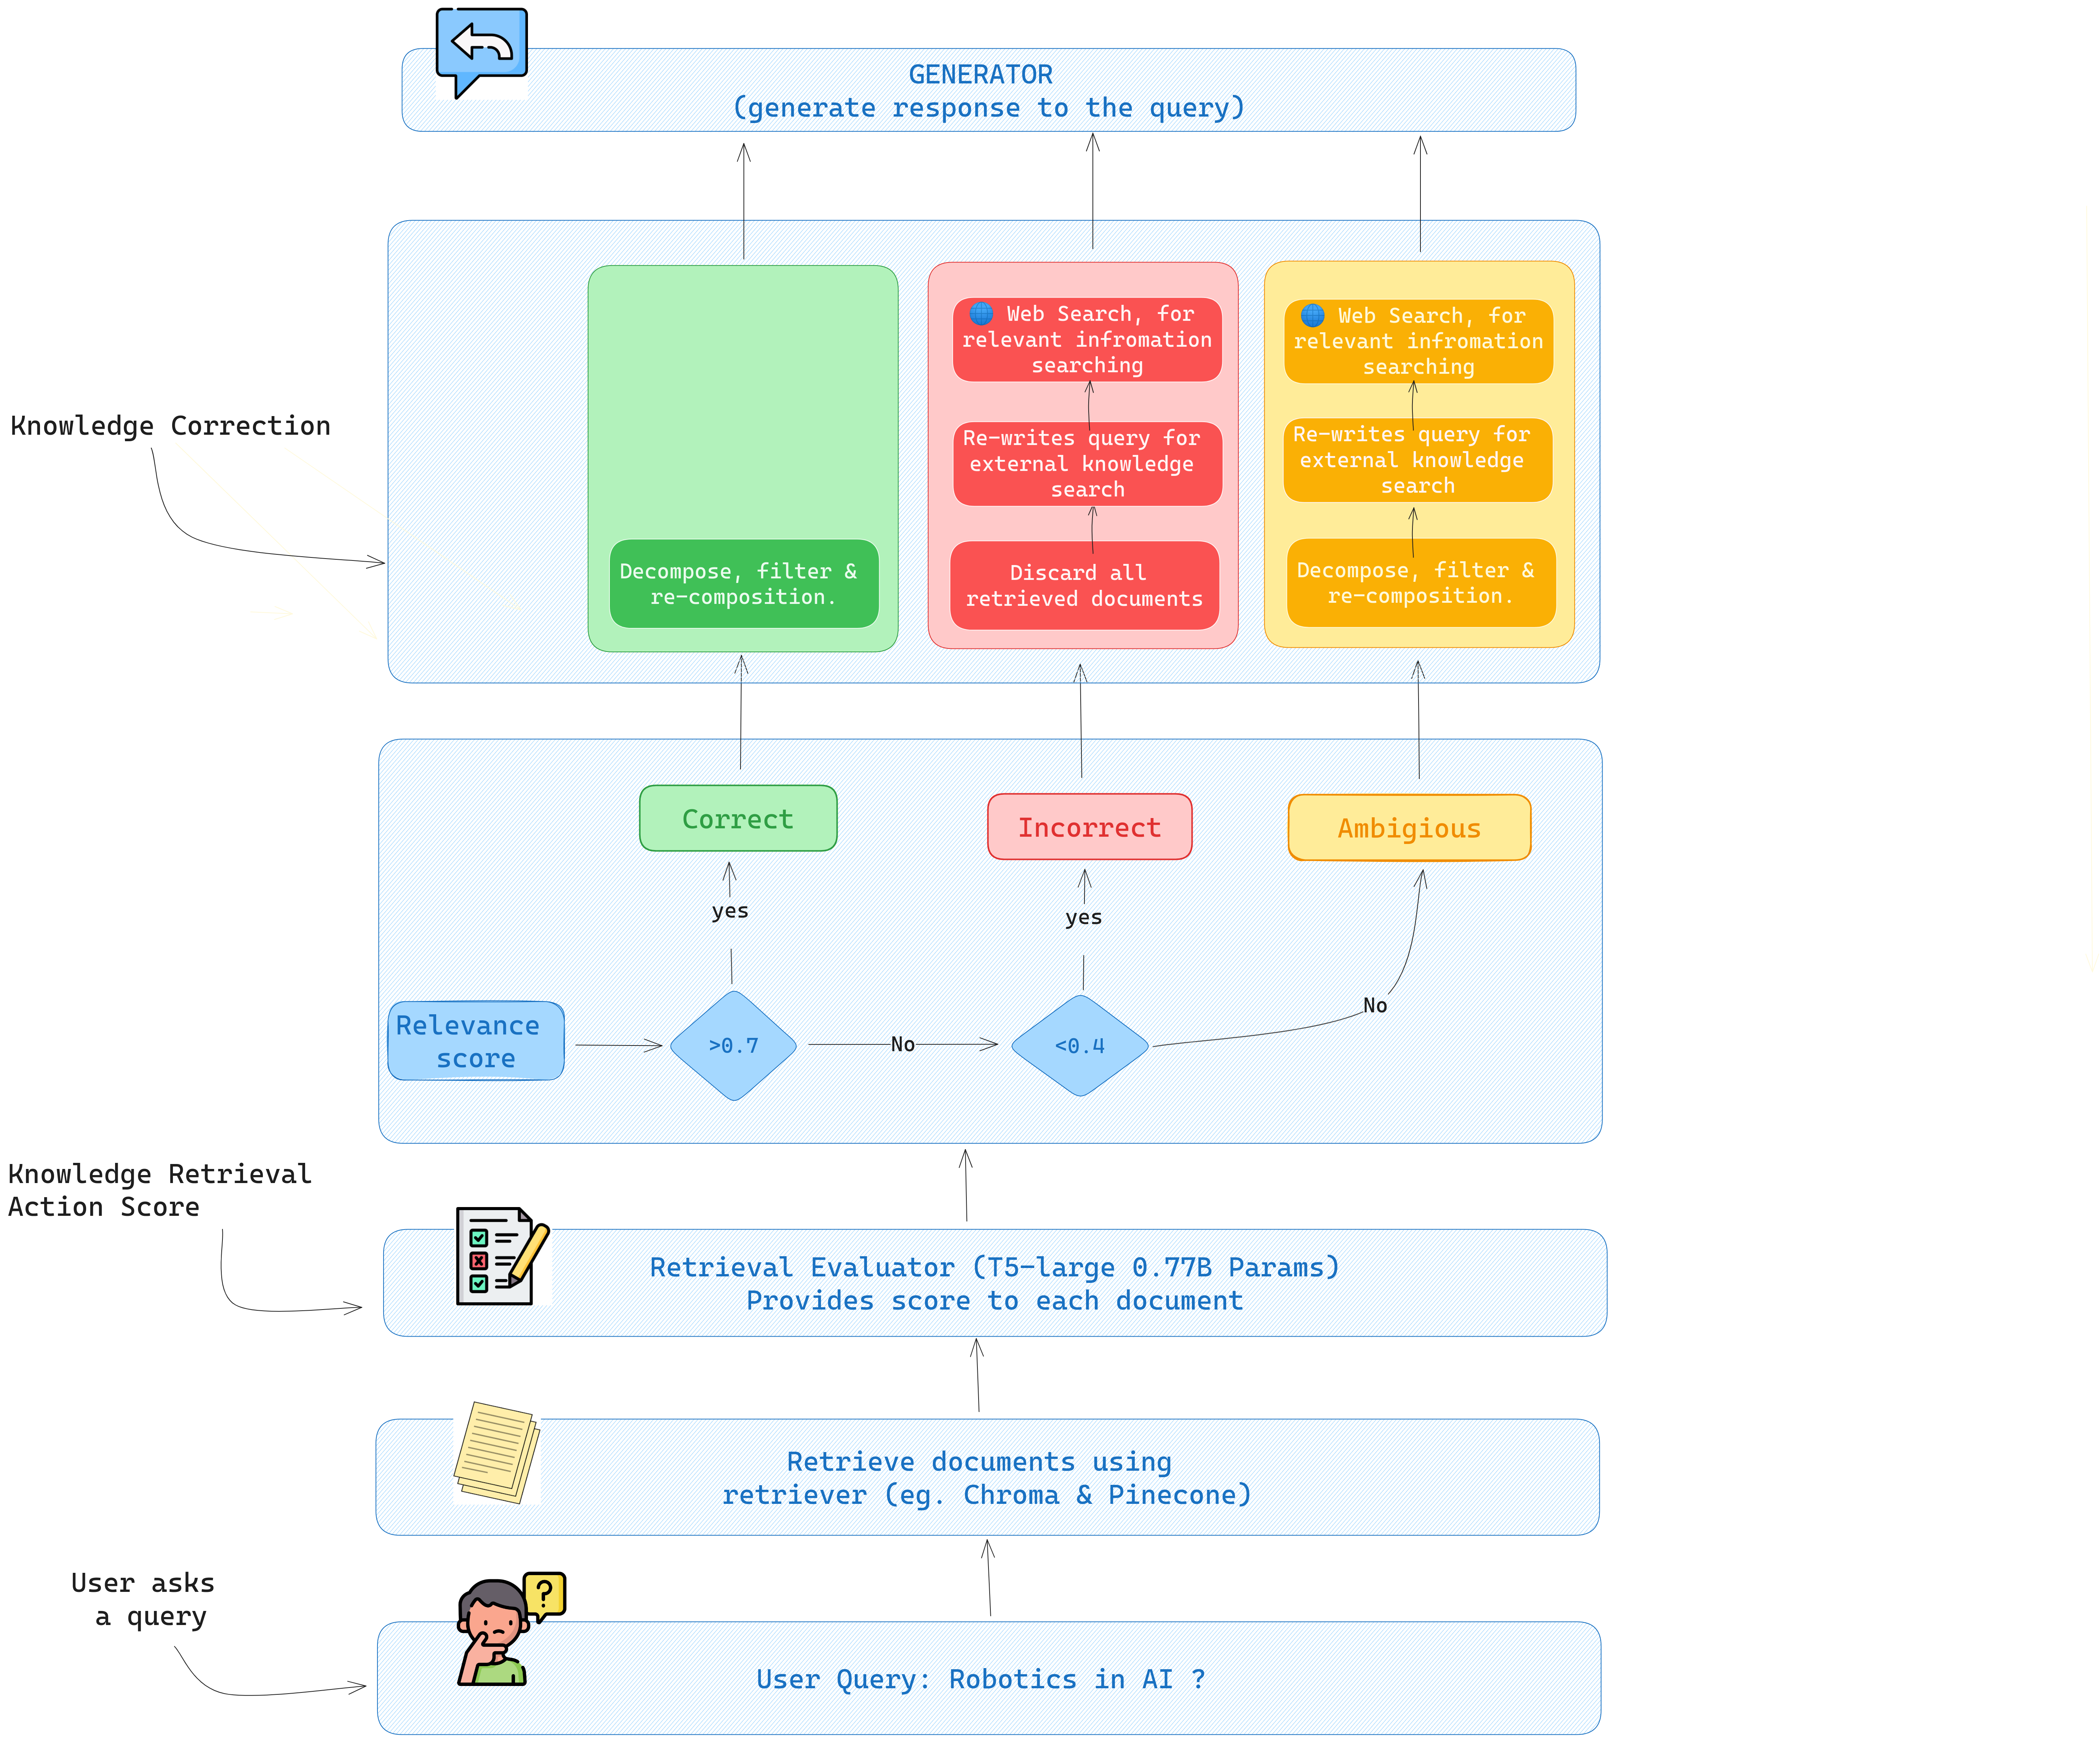 GENERATOR
(generate response to the query)
Knowledge Correction
Decompose, filter &
re-composition.
🌐 Web Search, for
relevant infromation
searching
Re-writes query for
external knowledge
search
Discard all
retrieved documents
🌐 Web Search, for
relevant infromation
searching
Re-writes query for
external knowledge
search
Decompose, filter &
re-composition.
Correct
Incorrect
Ambigious
yes
yes
No
Relevance
score
>0.7
No
<0.4
Knowledge Retrieval
Action Score
Retrieval Evaluator (T5-large 0.77B Params)
Provides score to each document
Retrieve documents using
retriever (eg. Chroma & Pinecone)
User asks
a query
User Query: Robotics in AI ?